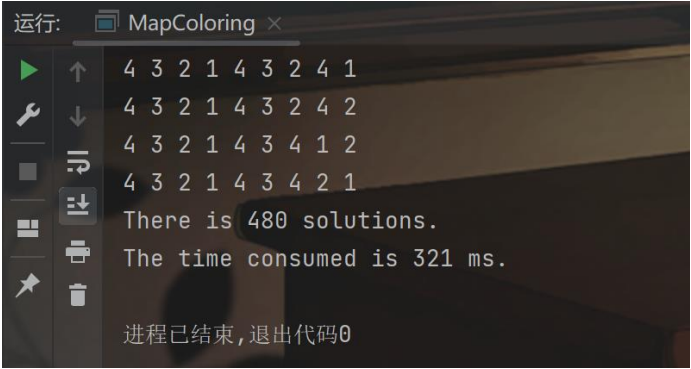 运行: MapColoring ×
4 3 2 1 4 3 2 4 1
4 3 2 1 4 3 2 4 2
4 3 2 1 4 3 4 1 2
4 3 2 1 4 3 4 2 1
There is 480 solutions.
The time consumed is 321 ms.
进程已结束,退出代码0